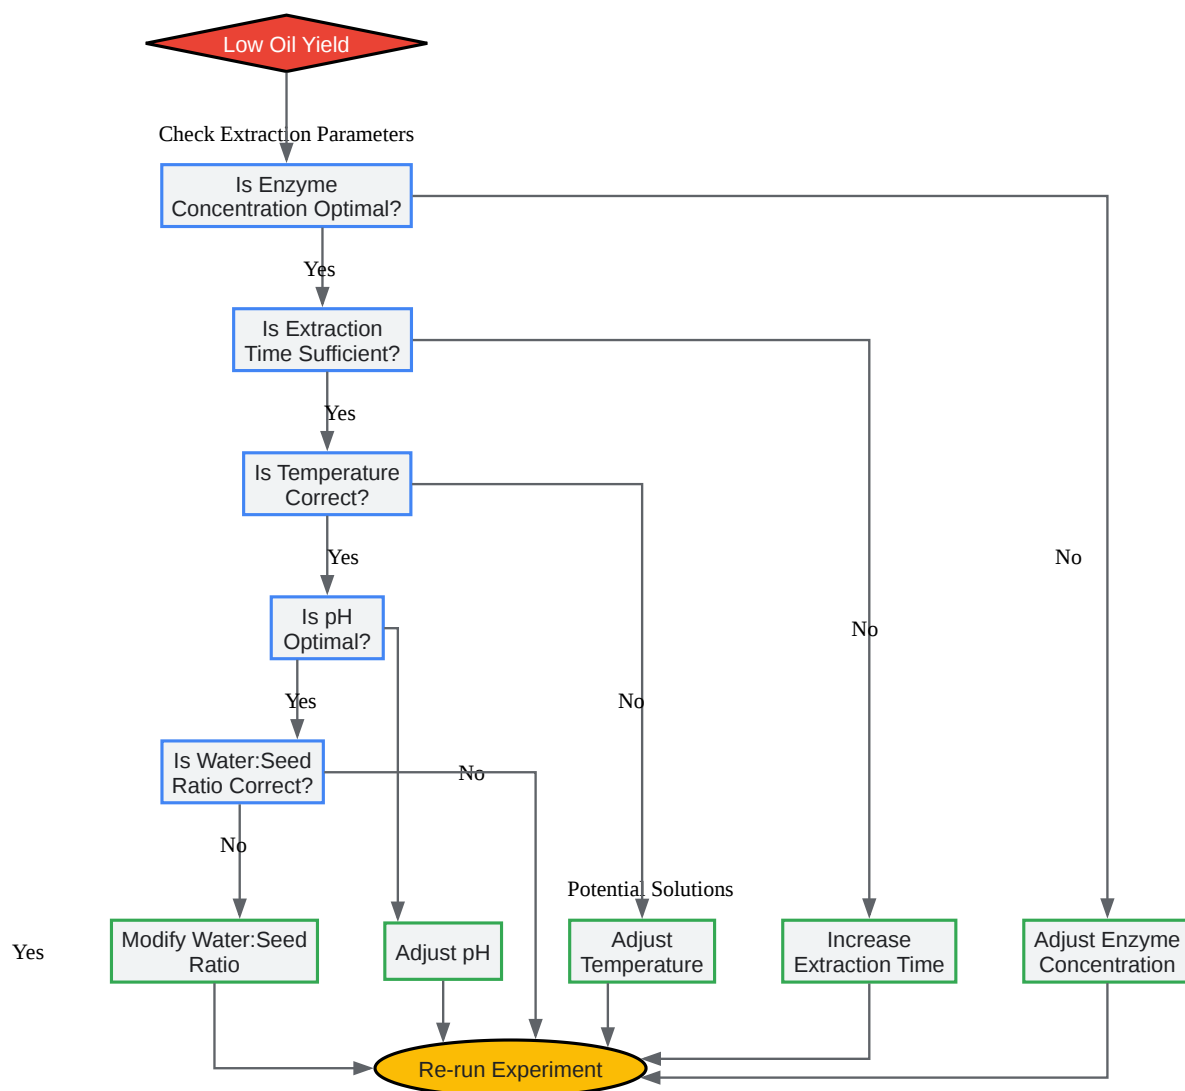 Low Oil Yield
Check Extraction Parameters
Is Enzyme
Concentration Optimal?
Yes
Is Extraction
Time Sufficient?
Yes
Is Temperature
Correct?
Yes
No
Is pH
Optimal?
No
Yes
No
Is Water:Seed
Ratio Correct?
No
No
Potential Solutions
Yes
Modify Water:Seed
Ratio
Adjust pH
Adjust
Temperature
Increase
Extraction Time
Adjust Enzyme
Concentration
Re-run Experiment